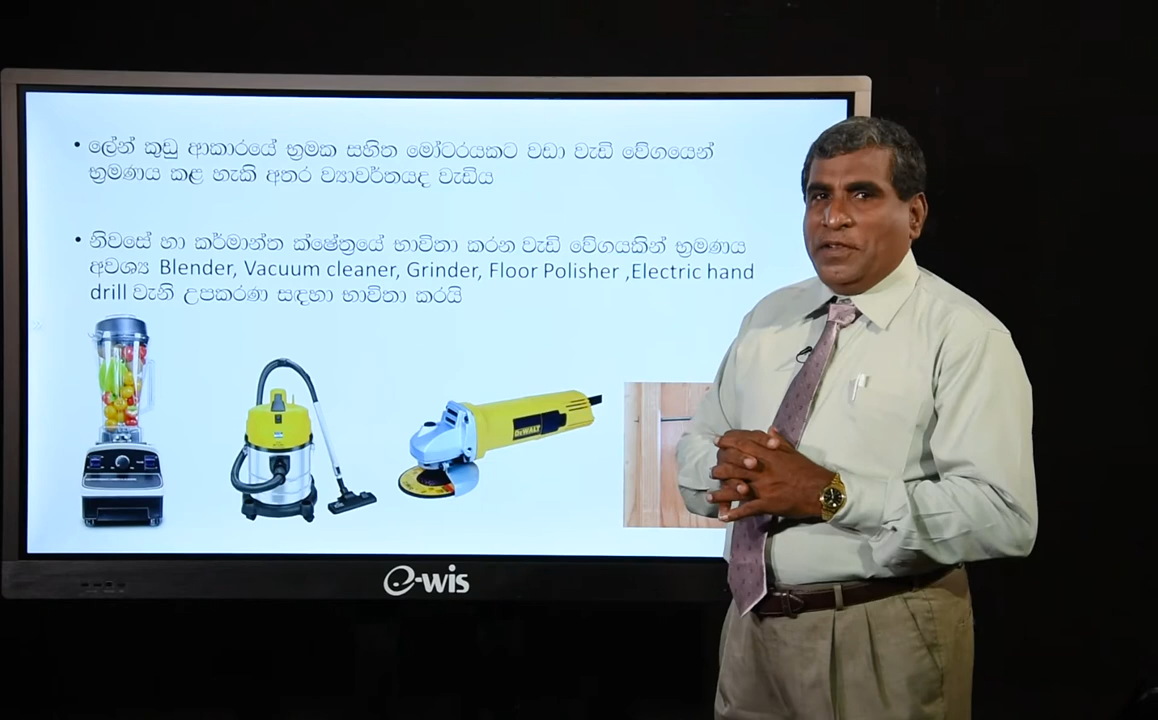 • ලේන් කුඩු ආකාරයේ භ්‍රමක සහිත මෝටරයකට වඩා වැඩි වේගයෙන්
භ්‍රමණය කළ හැකි අතර ව්‍යාවර්තයද වැඩිය
• නිවසේ හා කර්මාන්ත ක්ෂේත්‍රයේ භාවිතා කරන වැඩි වේගයකින් භ්‍රමණය
අවශ්‍ය Blender, Vacuum cleaner, Grinder, Floor Polisher ,Electric hand
drill වැනි උපකරණ සඳහා භාවිතා කරයි
DEWALT
e-wis